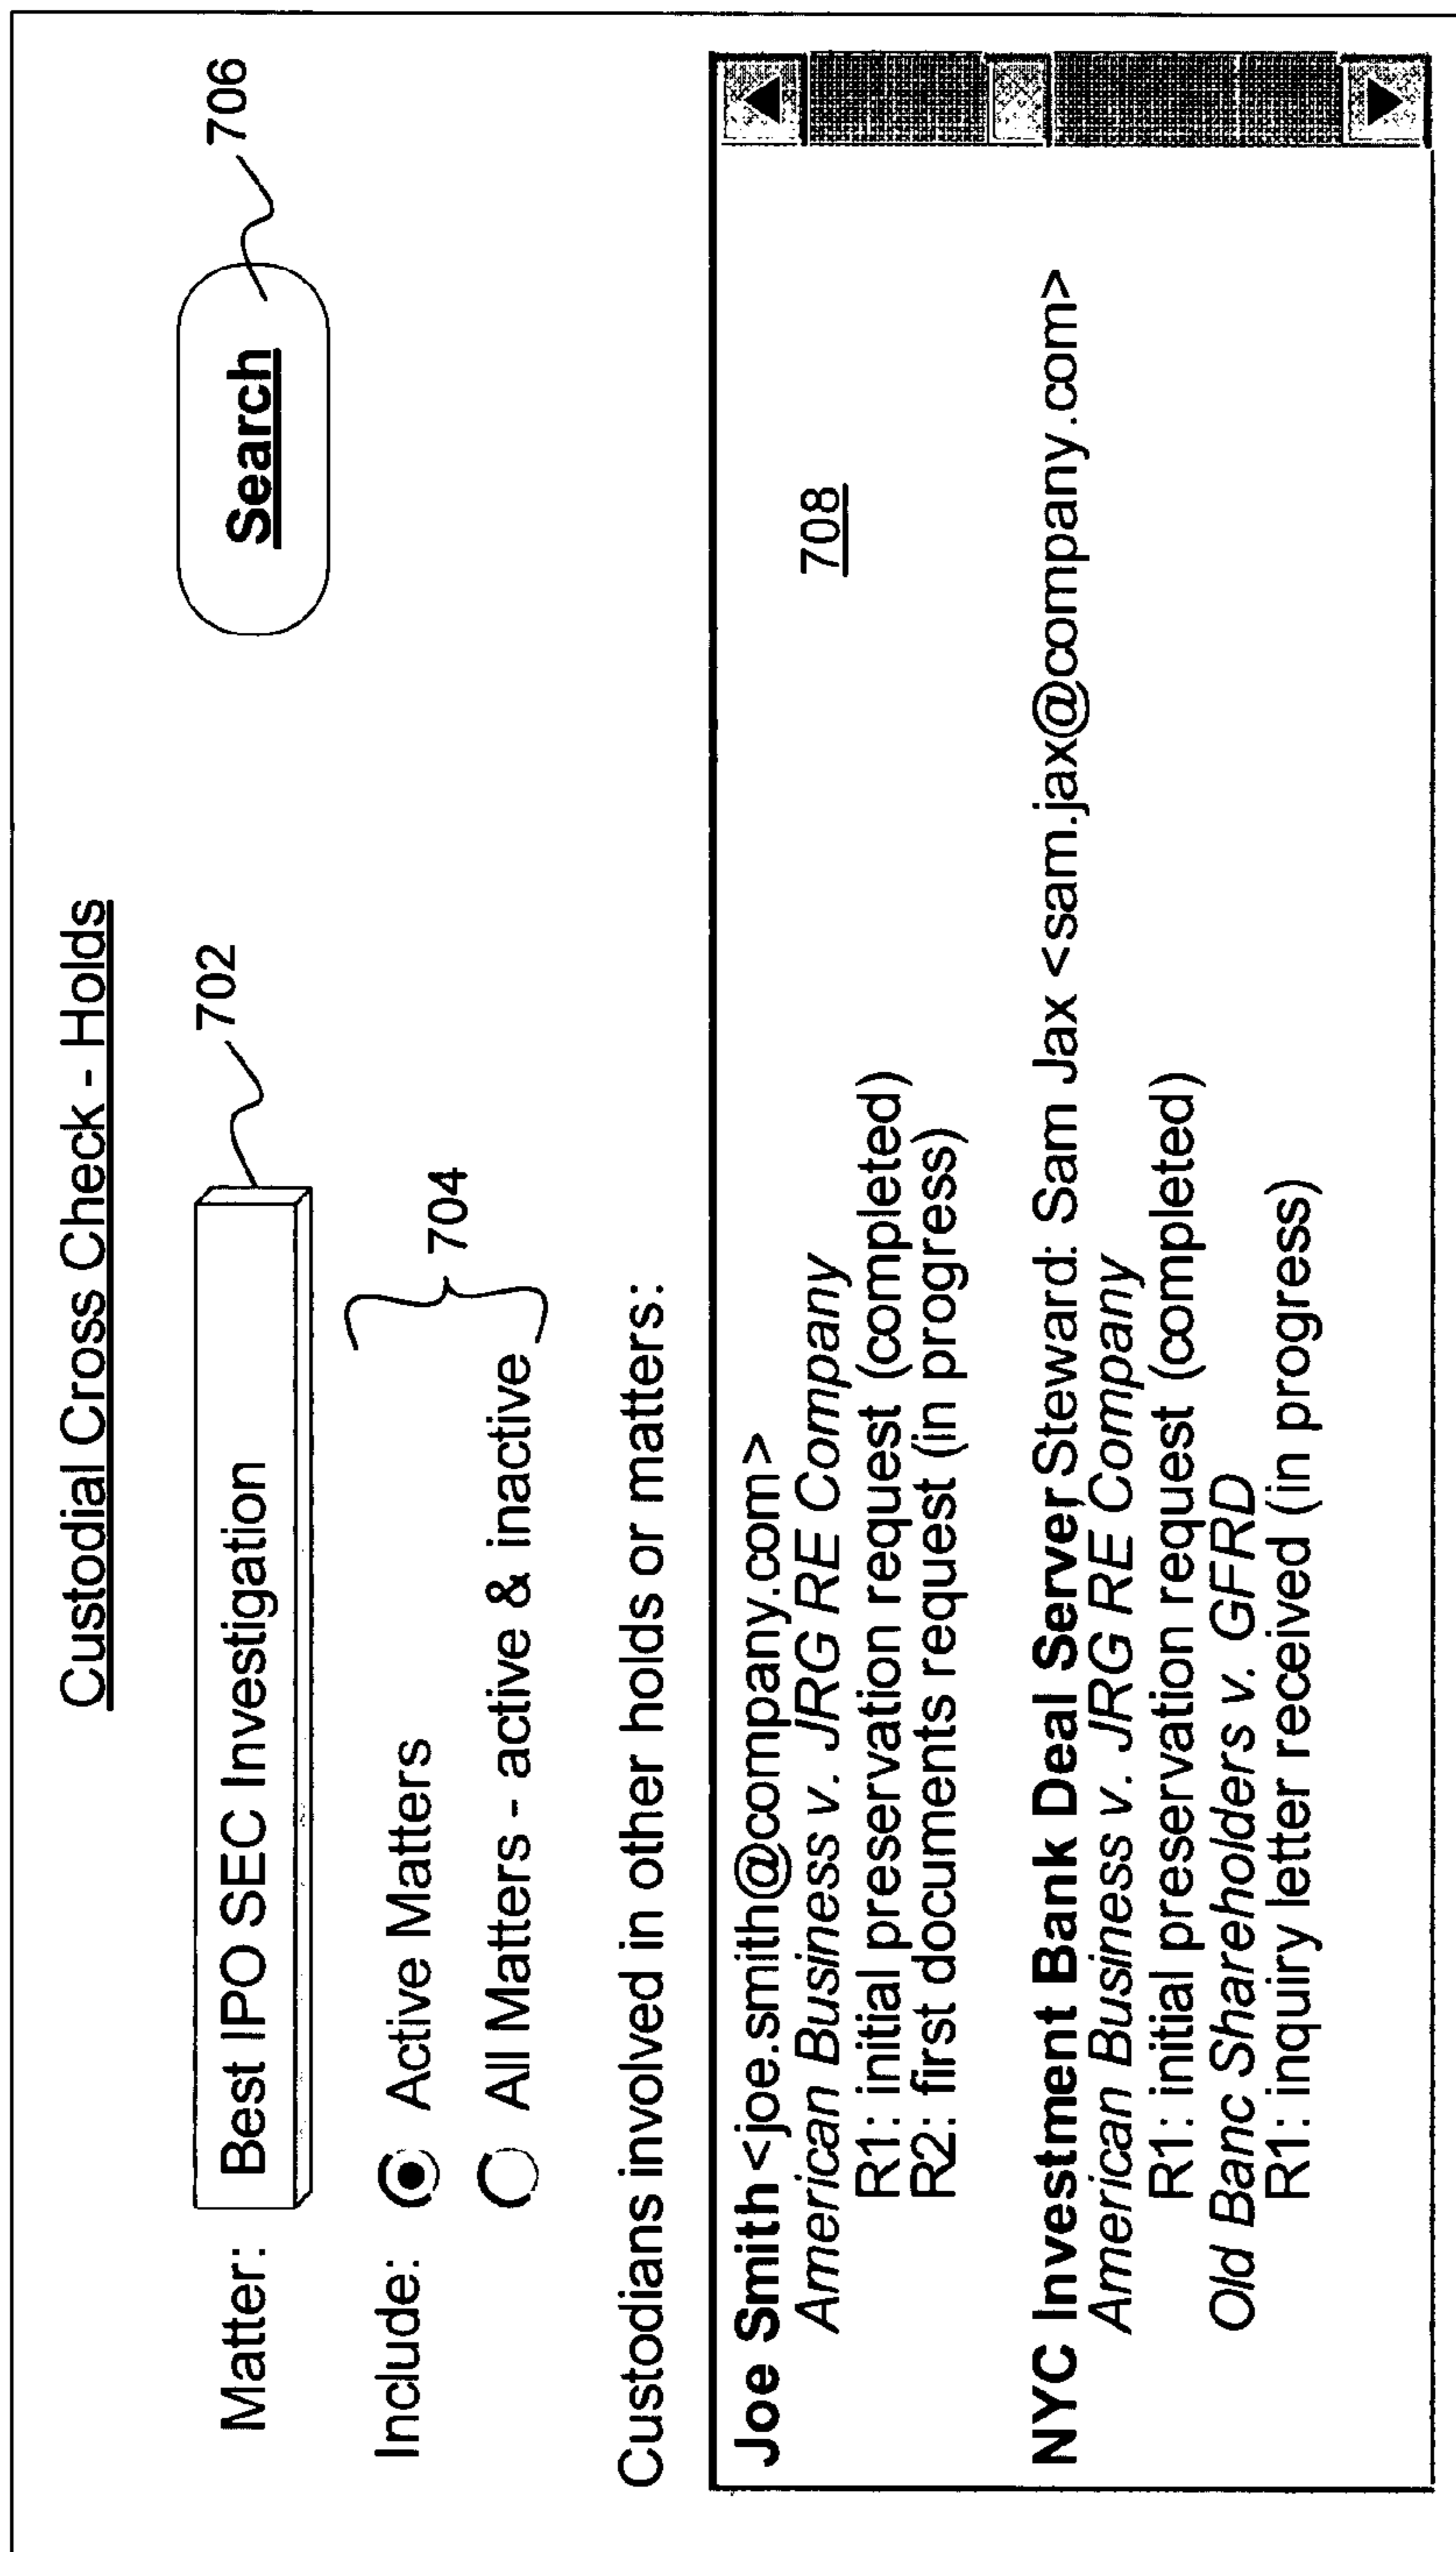 Custodial Cross Check - Holds
Matter: Best IPO SEC Investigation 702
Search 706
Include: Active Matters
All Matters - active & inactive 704
Custodians involved in other holds or matters:
Joe Smith <joe.smith@company.com>
American Business v. JRG RE Company
R1: initial preservation request (completed)
R2: first documents request (in progress)
708
NYC Investment Bank Deal Server Steward: Sam Jax <sam.jax@company.com>
American Business v. JRG RE Company
R1: initial preservation request (completed)
Old Banc Shareholders v. GFRD
R1: inquiry letter received (in progress)